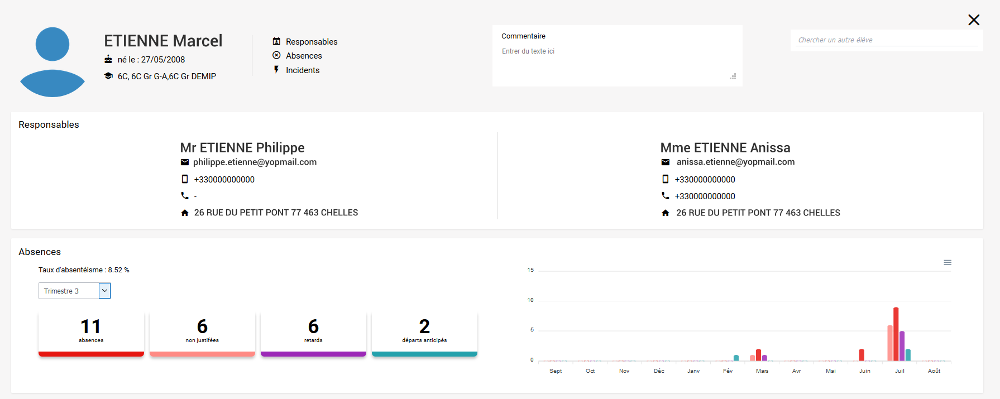 ETIENNE Marcel
né le : 27/05/2008
6C, 6C Gr G-A,6C Gr DEMIP
Responsables
Absences
Incidents
Commentaire
Entrer du texte ici
Chercher un autre élève
Responsables
Mr ETIENNE Philippe
philippe.etienne@yopmail.com
+330000000000
-
26 RUE DU PETIT PONT 77 463 CHELLES
Mme ETIENNE Anissa
anissa.etienne@yopmail.com
+330000000000
+330000000000
26 RUE DU PETIT PONT 77 463 CHELLES
Absences
Taux d'absentéisme : 8.52 %
Trimestre 3
11
absences
6
non justifées
6
retards
2
départs anticipés
15
10
5
0
Sept Oct Nov Déc Janv Fév Mars Avr Mai Juin Juil Août